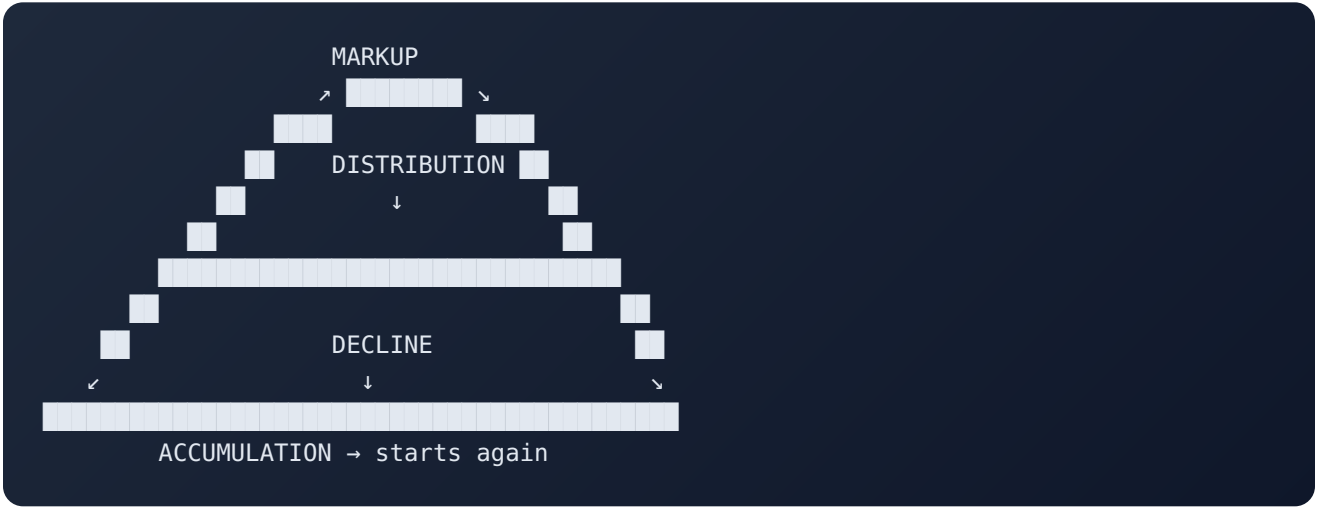 MARKUP
↗ ████████ ↘
████ ████
██ DISTRIBUTION ██
██ ↓ ██
██ ██
████████████████████████████████
██ ██
██ DECLINE ██
↙ ↓ ↘
████████████████████████████████████████████
ACCUMULATION → starts again